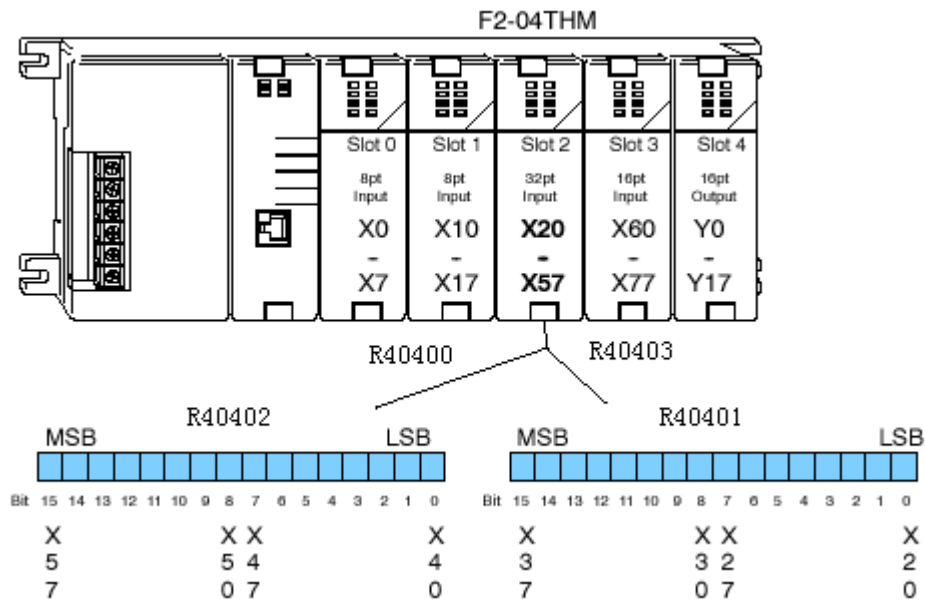 F2-04THM
Slot 0 Slot 1 Slot 2 Slot 3 Slot 4
8pt 8pt 32pt 16pt 16pt
Input Input Input Input Output
X0 X10 X20 X60 Y0
- - - - -
X7 X17 X57 X77 Y17
R40400 R40403
R40402 R40401
MSB LSB MSB LSB
Bit 15 14 13 12 11 10 9 8 7 6 5 4 3 2 1 0 Bit 15 14 13 12 11 10 9 8 7 6 5 4 3 2 1 0
X X X X X X X X
5 5 4 4 3 3 2 2
7 0 7 0 7 0 7 0